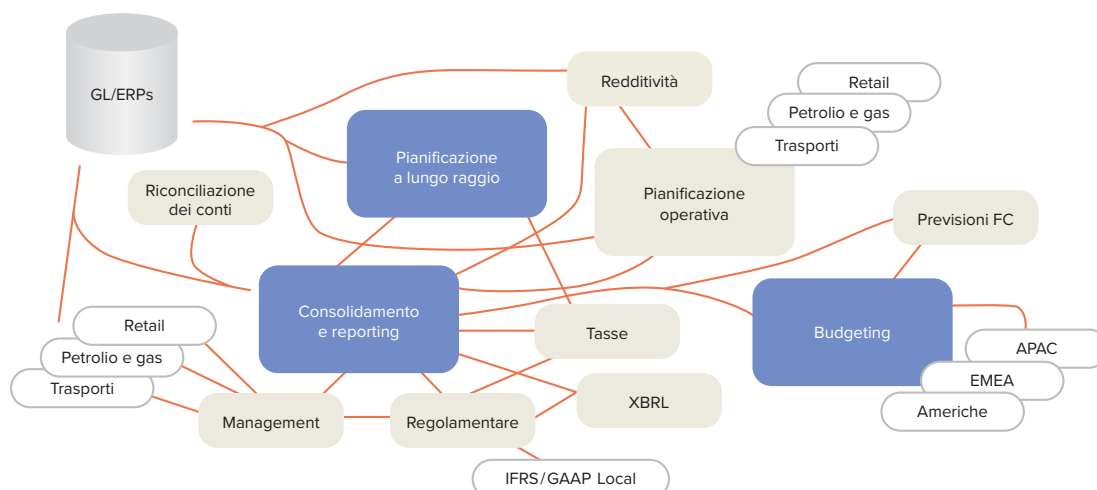 GL/ERPs
Redditività
Retail
Petrolio e gas
Trasporti
Pianificazione
a lungo raggio
Riconciliazione
dei conti
Pianificazione
operativa
Previsioni FC
Consolidamento
e reporting
Retail
Petrolio e gas
Trasporti
Tasse
Budgeting
APAC
EMEA
Americhe
XBRL
Management
Regolamentare
IFRS/GAAP Local